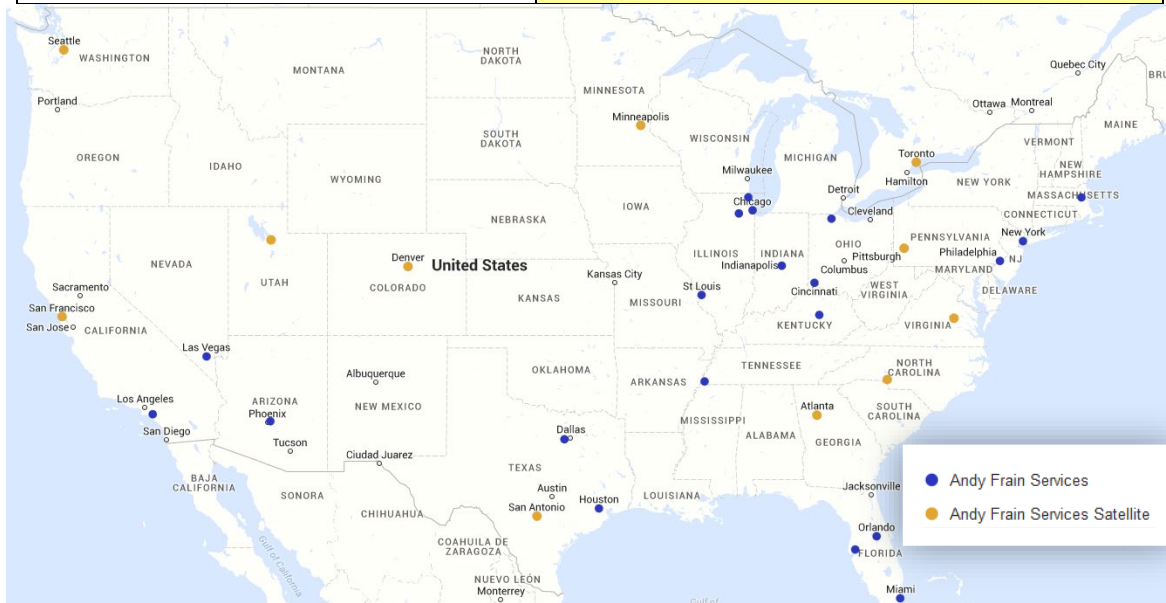 Seattle
WASHINGTON
MONTANA
NORTH
DAKOTA
MINNESOTA
Minneapolis
Quebec City
Ottawa
Montreal
MAINE
Portland
OREGON
IDAHO
SOUTH
DAKOTA
WISCONSIN
MICHIGAN
Toronto
Hamilton
VERMONT
NEW
HAMPSHIRE
WYOMING
Milwaukee
Detroit
NEW YORK
MASSACHUSETTS
Chicago
Cleveland
CONNECTICUT
IOWA
NEBRASKA
NEVADA
UTAH
Denver
COLORADO
United States
ILLINOIS
INDIANA
Indianapolis
OHIO
Columbus
Pittsburgh
PENNSYLVANIA
Philadelphia
New York
NJ
MARYLAND
DELAWARE
Sacramento
San Francisco
San Jose
CALIFORNIA
Kansas City
KANSAS
MISSOURI
St Louis
Cincinnati
WEST
VIRGINIA
KENTUCKY
VIRGINIA
Las Vegas
Albuquerque
OKLAHOMA
ARKANSAS
TENNESSEE
NORTH
CAROLINA
Los Angeles
ARIZONA
Phoenix
NEW MEXICO
MISSISSIPPI
Atlanta
SOUTH
CAROLINA
San Diego
Tucson
Ciudad Juarez
Dallas
ALABAMA
GEORGIA
TEXAS
BAJA
CALIFORNIA
SONORA
CHIHUAHUA
Austin
San Antonio
Houston
LOUISIANA
Jacksonville
Andy Frain Services
Andy Frain Services Satellite
Orlando
FLORIDA
COAHUILA DE
ZARAGOZA
Gulf of California
NUEVO LEÓN
Monterrey
Gulf of
Miami